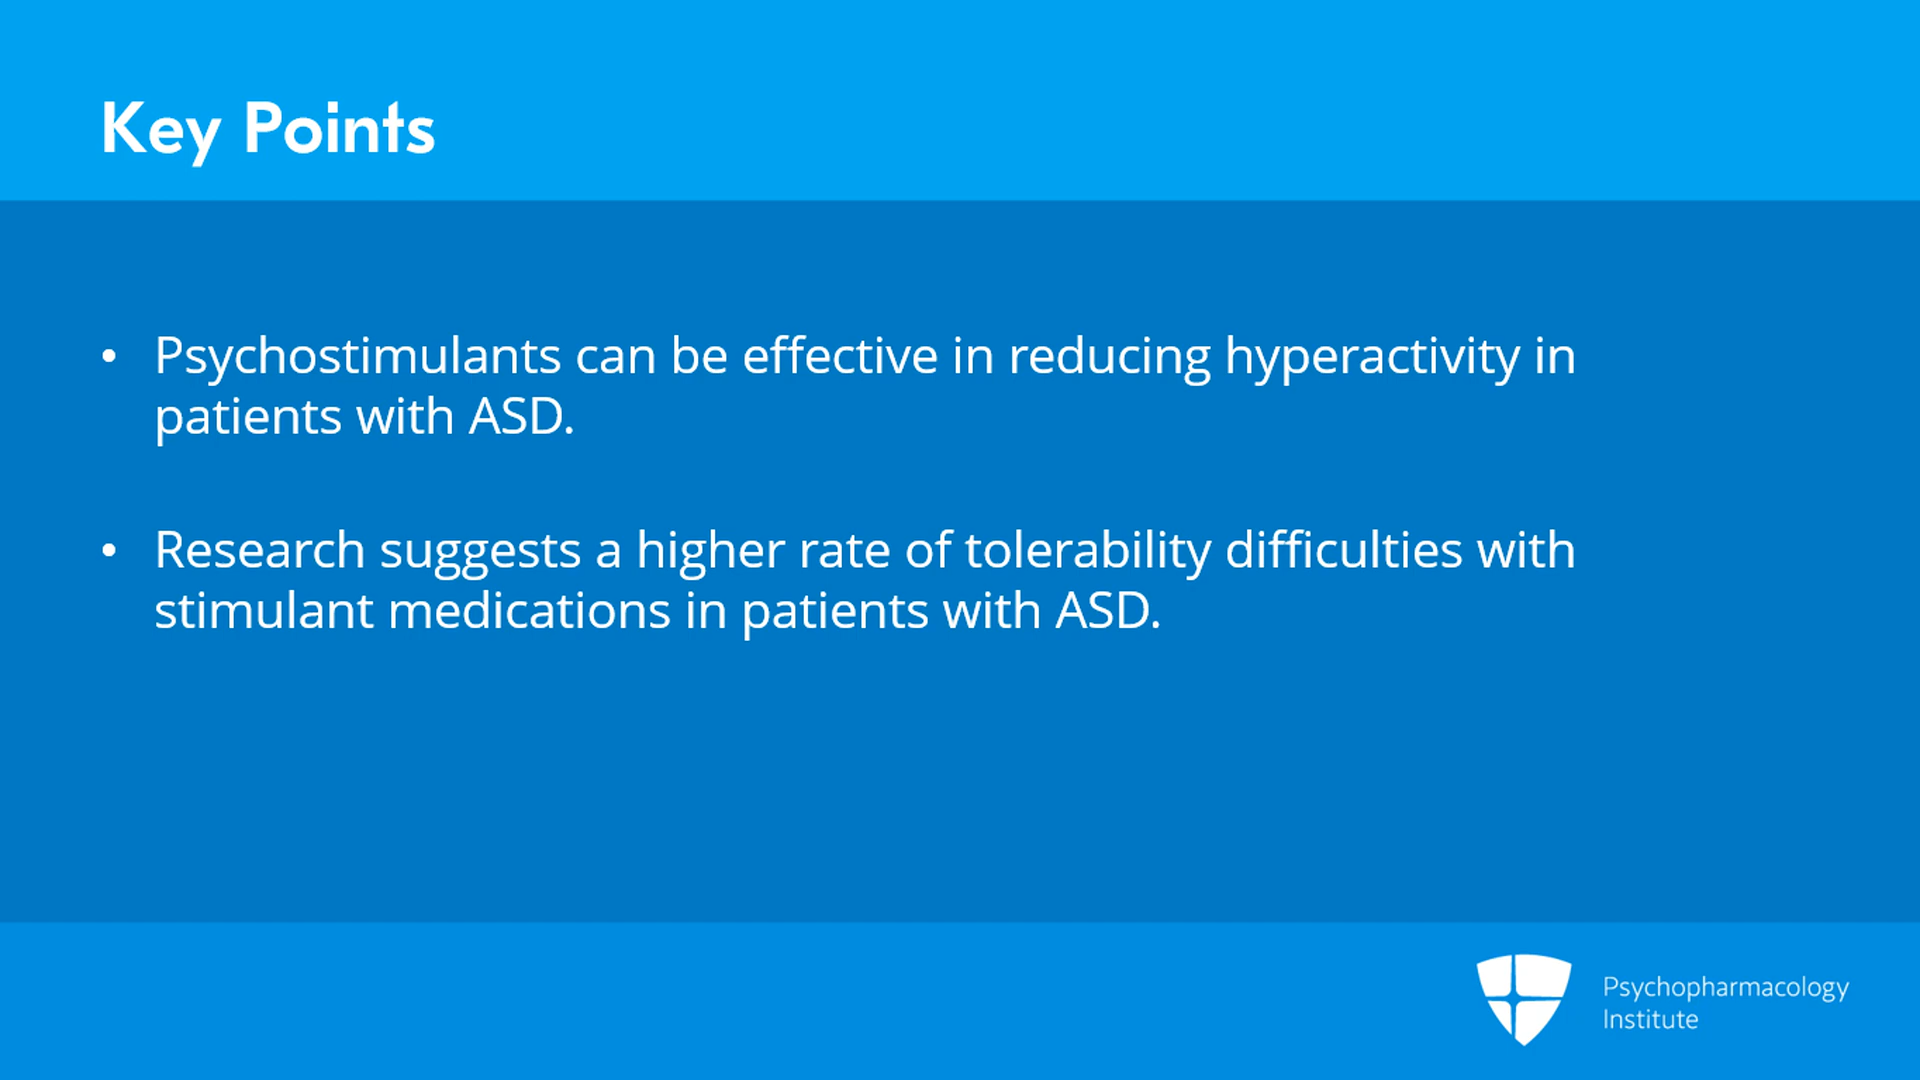 Key Points
• Psychostimulants can be effective in reducing hyperactivity in
patients with ASD.
• Research suggests a higher rate of tolerability difficulties with
stimulant medications in patients with ASD.
Psychopharmacology
Institute